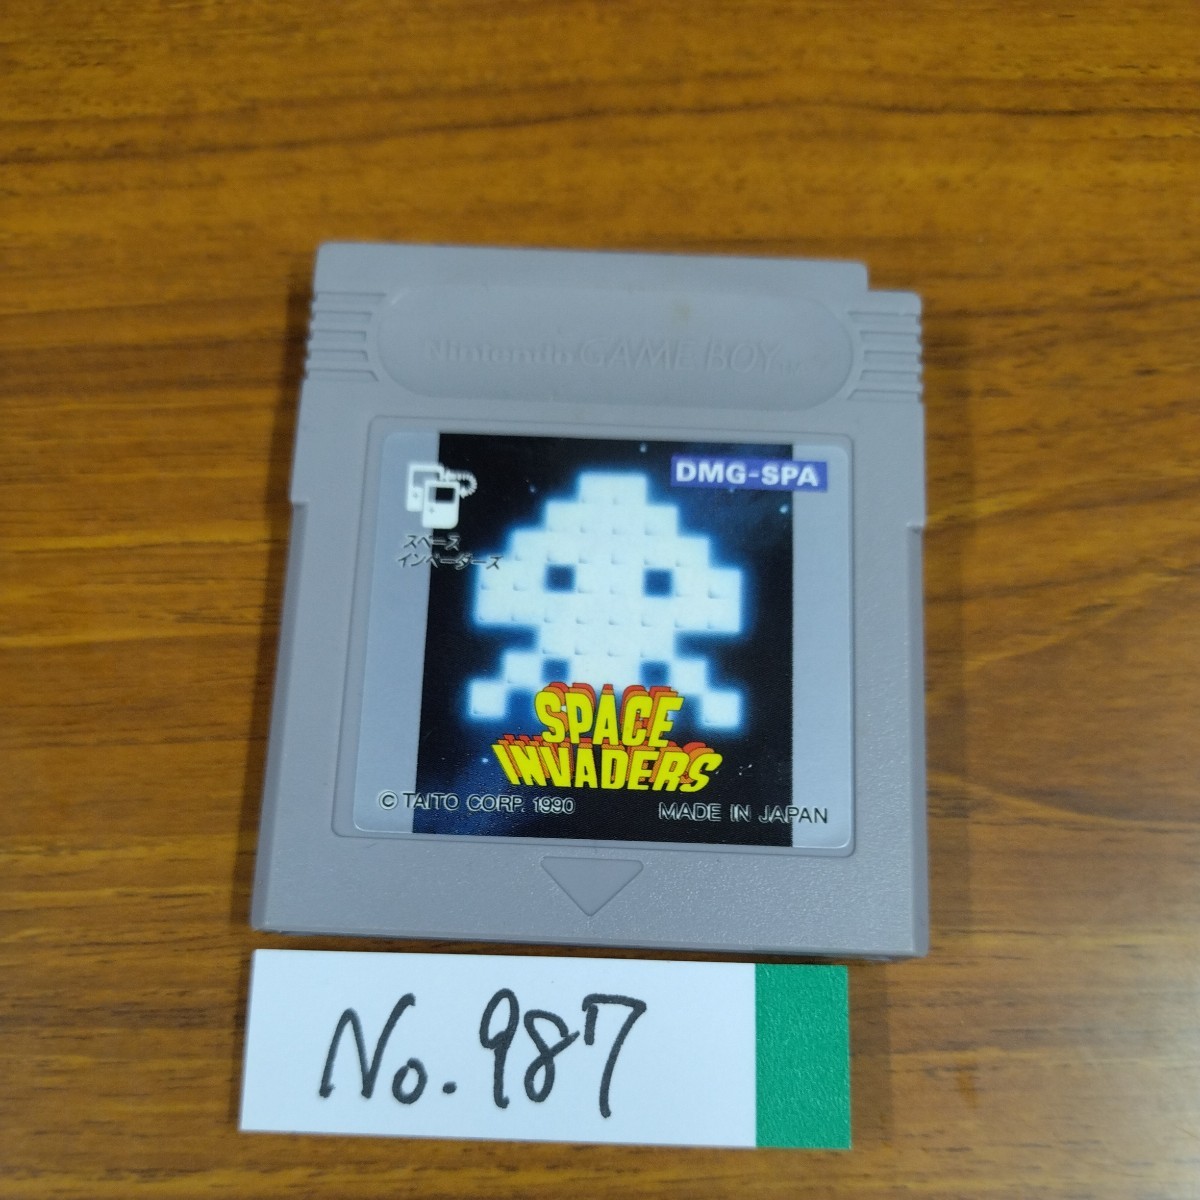 Nintendo GAME BOY TM
DMG-SPA
スペース
インベーダーズ
SPACE
INVADERS
© TAITO CORP. 1990
MADE IN JAPAN
No. 987